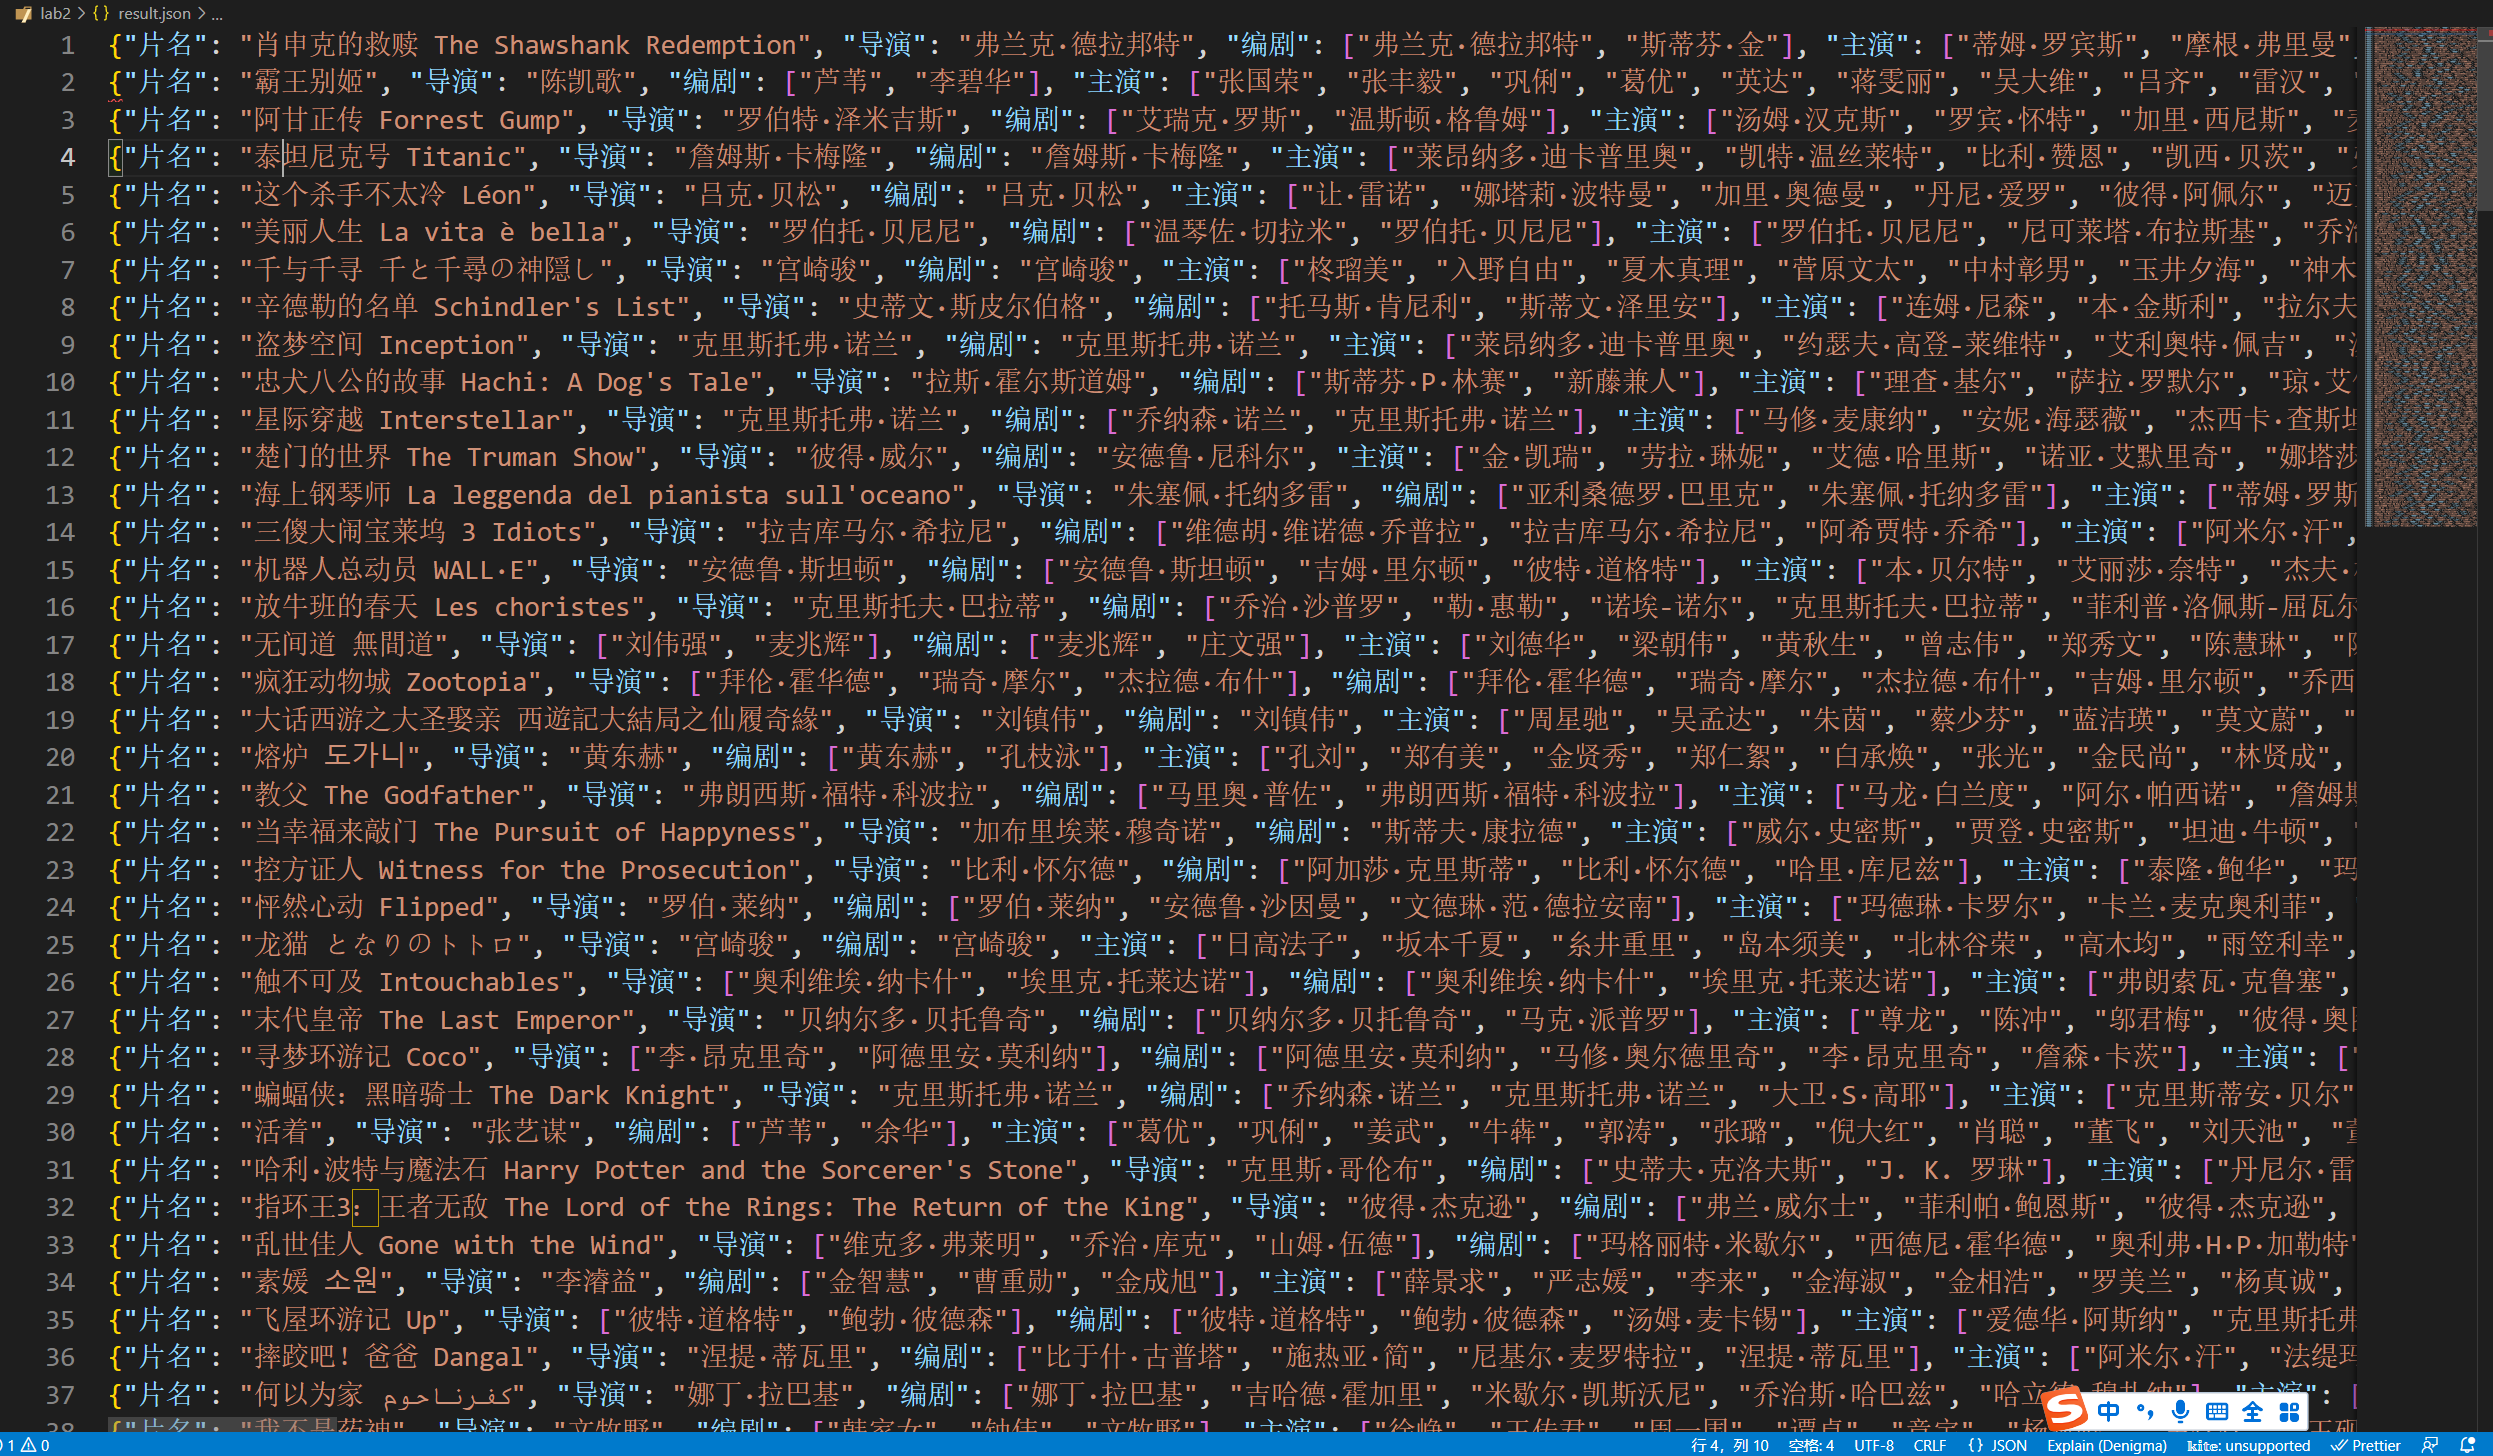 lab2 > {} result.json > ...
1 {"片名": "肖申克的救赎 The Shawshank Redemption", "导演": "弗兰克·德拉邦特", "编剧": ["弗兰克·德拉邦特", "斯蒂芬·金"], "主演": ["蒂姆·罗宾斯", "摩根·弗里曼"
2 {"片名": "霸王别姬", "导演": "陈凯歌", "编剧": ["芦苇", "李碧华"], "主演": ["张国荣", "张丰毅", "巩俐", "葛优", "英达", "蒋雯丽", "吴大维", "吕齐", "雷汉",
3 {"片名": "阿甘正传 Forrest Gump", "导演": "罗伯特·泽米吉斯", "编剧": ["艾瑞克·罗斯", "温斯顿·格鲁姆"], "主演": ["汤姆·汉克斯", "罗宾·怀特", "加里·西尼斯", "
4 {"片名": "泰坦尼克号 Titanic", "导演": "詹姆斯·卡梅隆", "编剧": "詹姆斯·卡梅隆", "主演": ["莱昂纳多·迪卡普里奥", "凯特·温丝莱特", "比利·赞恩", "凯西·贝茨", "
5 {"片名": "这个杀手不太冷 Léon", "导演": "吕克·贝松", "编剧": "吕克·贝松", "主演": ["让·雷诺", "娜塔莉·波特曼", "加里·奥德曼", "丹尼·爱罗", "彼得·阿佩尔", "迈
6 {"片名": "美丽人生 La vita è bella", "导演": "罗伯托·贝尼尼", "编剧": ["温琴佐·切拉米", "罗伯托·贝尼尼"], "主演": ["罗伯托·贝尼尼", "尼可莱塔·布拉斯基", "乔
7 {"片名": "千与千寻 千と千尋の神隠し", "导演": "宫崎骏", "编剧": "宫崎骏", "主演": ["柊瑠美", "入野自由", "夏木真理", "菅原文太", "中村彰男", "玉井夕海", "神木
8 {"片名": "辛德勒的名单 Schindler's List", "导演": "史蒂文·斯皮尔伯格", "编剧": ["托马斯·肯尼利", "斯蒂文·泽里安"], "主演": ["连姆·尼森", "本·金斯利", "拉尔夫
9 {"片名": "盗梦空间 Inception", "导演": "克里斯托弗·诺兰", "编剧": "克里斯托弗·诺兰", "主演": ["莱昂纳多·迪卡普里奥", "约瑟夫·高登-莱维特", "艾利奥特·佩吉", "
10 {"片名": "忠犬八公的故事 Hachi: A Dog's Tale", "导演": "拉斯·霍尔斯道姆", "编剧": ["斯蒂芬·P·林赛", "新藤兼人"], "主演": ["理查·基尔", "萨拉·罗默尔", "琼·艾
11 {"片名": "星际穿越 Interstellar", "导演": "克里斯托弗·诺兰", "编剧": ["乔纳森·诺兰", "克里斯托弗·诺兰"], "主演": ["马修·麦康纳", "安妮·海瑟薇", "杰西卡·查斯坦
12 {"片名": "楚门的世界 The Truman Show", "导演": "彼得·威尔", "编剧": "安德鲁·尼科尔", "主演": ["金·凯瑞", "劳拉·琳妮", "艾德·哈里斯", "诺亚·艾默里奇", "娜塔莎
13 {"片名": "海上钢琴师 La leggenda del pianista sull'oceano", "导演": "朱塞佩·托纳多雷", "编剧": ["亚利桑德罗·巴里克", "朱塞佩·托纳多雷"], "主演": ["蒂姆·罗斯
14 {"片名": "三傻大闹宝莱坞 3 Idiots", "导演": "拉吉库马尔·希拉尼", "编剧": ["维德胡·维诺德·乔普拉", "拉吉库马尔·希拉尼", "阿希贾特·乔希"], "主演": ["阿米尔·汗",
15 {"片名": "机器人总动员 WALL·E", "导演": "安德鲁·斯坦顿", "编剧": ["安德鲁·斯坦顿", "吉姆·里尔顿", "彼特·道格特"], "主演": ["本·贝尔特", "艾丽莎·奈特", "杰夫·
16 {"片名": "放牛班的春天 Les choristes", "导演": "克里斯托夫·巴拉蒂", "编剧": ["乔治·沙普罗", "勒·惠勒", "诺埃-诺尔", "克里斯托夫·巴拉蒂", "菲利普·洛佩斯-屈瓦尔
17 {"片名": "无间道 無間道", "导演": ["刘伟强", "麦兆辉"], "编剧": ["麦兆辉", "庄文强"], "主演": ["刘德华", "梁朝伟", "黄秋生", "曾志伟", "郑秀文", "陈慧琳", "
18 {"片名": "疯狂动物城 Zootopia", "导演": ["拜伦·霍华德", "瑞奇·摩尔", "杰拉德·布什"], "编剧": ["拜伦·霍华德", "瑞奇·摩尔", "杰拉德·布什", "吉姆·里尔顿", "乔西
19 {"片名": "大话西游之大圣娶亲 西遊記大結局之仙履奇緣", "导演": "刘镇伟", "编剧": "刘镇伟", "主演": ["周星驰", "吴孟达", "朱茵", "蔡少芬", "蓝洁瑛", "莫文蔚", "
20 {"片名": "熔炉 도가니", "导演": "黄东赫", "编剧": ["黄东赫", "孔枝泳"], "主演": ["孔刘", "郑有美", "金贤秀", "郑仁絮", "白承焕", "张光", "金民尚", "林贤成",
21 {"片名": "教父 The Godfather", "导演": "弗朗西斯·福特·科波拉", "编剧": ["马里奥·普佐", "弗朗西斯·福特·科波拉"], "主演": ["马龙·白兰度", "阿尔·帕西诺", "詹姆斯
22 {"片名": "当幸福来敲门 The Pursuit of Happyness", "导演": "加布里埃莱·穆奇诺", "编剧": "斯蒂夫·康拉德", "主演": ["威尔·史密斯", "贾登·史密斯", "坦迪·牛顿", "
23 {"片名": "控方证人 Witness for the Prosecution", "导演": "比利·怀尔德", "编剧": ["阿加莎·克里斯蒂", "比利·怀尔德", "哈里·库尼兹"], "主演": ["泰隆·鲍华", "玛
24 {"片名": "怦然心动 Flipped", "导演": "罗伯·莱纳", "编剧": ["罗伯·莱纳", "安德鲁·沙因曼", "文德琳·范·德拉安南"], "主演": ["玛德琳·卡罗尔", "卡兰·麦克奥利菲",
25 {"片名": "龙猫 となりのトトロ", "导演": "宫崎骏", "编剧": "宫崎骏", "主演": ["日高法子", "坂本千夏", "糸井重里", "岛本须美", "北林谷荣", "高木均", "雨笠利幸",
26 {"片名": "触不可及 Intouchables", "导演": ["奥利维埃·纳卡什", "埃里克·托莱达诺"], "编剧": ["奥利维埃·纳卡什", "埃里克·托莱达诺"], "主演": ["弗朗索瓦·克鲁塞",
27 {"片名": "末代皇帝 The Last Emperor", "导演": "贝纳尔多·贝托鲁奇", "编剧": ["贝纳尔多·贝托鲁奇", "马克·派普罗"], "主演": ["尊龙", "陈冲", "邬君梅", "彼得·奥
28 {"片名": "寻梦环游记 Coco", "导演": ["李·昂克里奇", "阿德里安·莫利纳"], "编剧": ["阿德里安·莫利纳", "马修·奥尔德里奇", "李·昂克里奇", "詹森·卡茨"], "主演": ["
29 {"片名": "蝙蝠侠：黑暗骑士 The Dark Knight", "导演": "克里斯托弗·诺兰", "编剧": ["乔纳森·诺兰", "克里斯托弗·诺兰", "大卫·S·高耶"], "主演": ["克里斯蒂安·贝尔"
30 {"片名": "活着", "导演": "张艺谋", "编剧": ["芦苇", "余华"], "主演": ["葛优", "巩俐", "姜武", "牛犇", "郭涛", "张璐", "倪大红", "肖聪", "董飞", "刘天池", "
31 {"片名": "哈利·波特与魔法石 Harry Potter and the Sorcerer's Stone", "导演": "克里斯·哥伦布", "编剧": ["史蒂夫·克洛夫斯", "J. K. 罗琳"], "主演": ["丹尼尔·雷
32 {"片名": "指环王3：王者无敌 The Lord of the Rings: The Return of the King", "导演": "彼得·杰克逊", "编剧": ["弗兰·威尔士", "菲利帕·鲍恩斯", "彼得·杰克逊",
33 {"片名": "乱世佳人 Gone with the Wind", "导演": ["维克多·弗莱明", "乔治·库克", "山姆·伍德"], "编剧": ["玛格丽特·米歇尔", "西德尼·霍华德", "奥利弗·H·P·加勒特"
34 {"片名": "素媛 소원", "导演": "李濬益", "编剧": ["金智慧", "曹重勋", "金成旭"], "主演": ["薛景求", "严志媛", "李来", "金海淑", "金相浩", "罗美兰", "杨真诚",
35 {"片名": "飞屋环游记 Up", "导演": ["彼特·道格特", "鲍勃·彼德森"], "编剧": ["彼特·道格特", "鲍勃·彼德森", "汤姆·麦卡锡"], "主演": ["爱德华·阿斯纳", "克里斯托弗
36 {"片名": "摔跤吧！爸爸 Dangal", "导演": "涅提·蒂瓦里", "编剧": ["比于什·古普塔", "施热亚·简", "尼基尔·麦罗特拉", "涅提·蒂瓦里"], "主演": ["阿米尔·汗", "法缇玛
37 {"片名": "何以为家 كفرناحوم", "导演": "娜丁·拉巴基", "编剧": ["娜丁·拉巴基", "吉哈德·霍加里", "米歇尔·凯斯沃尼", "乔治斯·哈巴兹", "哈立德·
38 {"片名": "我不是药神", "导演": "文牧野", "编剧": ["韩家女", "钟伟", "文牧野"], "主演": ["徐峥", "王传君", "周一围", "谭卓", "章宇",
中
全
1 0 行 4，列 10 空格: 4 UTF-8 CRLF {} JSON Explain (Denigma) kite: unsupported Prettier